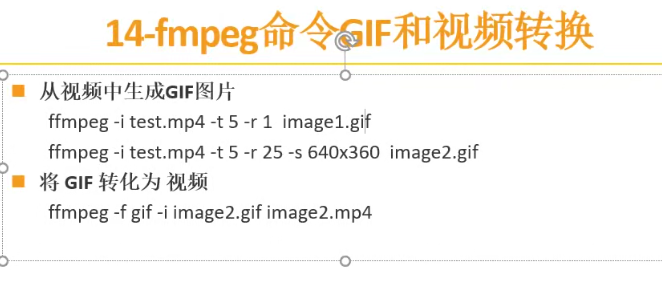 14-fmpeg命令GIF和视频转换
从视频中生成GIF图片
ffmpeg -i test.mp4 -t 5 -r 1 image1.gif
ffmpeg -i test.mp4 -t 5 -r 25 -s 640x360 image2.gif
将 GIF 转化为 视频
ffmpeg -f gif -i image2.gif image2.mp4